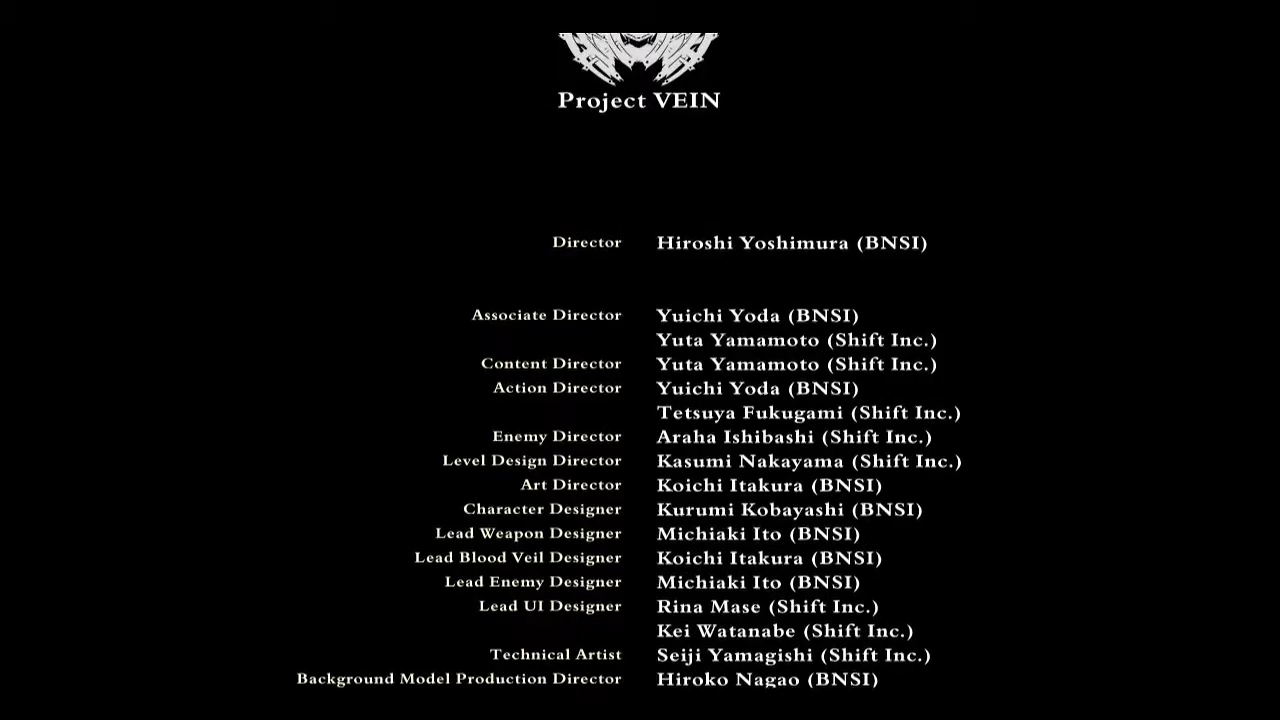 Project VEIN
Director Hiroshi Yoshimura (BNSI)
Associate Director Yuichi Yoda (BNSI)
Yuta Yamamoto (Shift Inc.)
Content Director Yuta Yamamoto (Shift Inc.)
Action Director Yuichi Yoda (BNSI)
Tetsuya Fukugami (Shift Inc.)
Enemy Director Araha Ishibashi (Shift Inc.)
Level Design Director Kasumi Nakayama (Shift Inc.)
Art Director Koichi Itakura (BNSI)
Character Designer Kurumi Kobayashi (BNSI)
Lead Weapon Designer Michiaki Ito (BNSI)
Lead Blood Veil Designer Koichi Itakura (BNSI)
Lead Enemy Designer Michiaki Ito (BNSI)
Lead UI Designer Rina Mase (Shift Inc.)
Kei Watanabe (Shift Inc.)
Technical Artist Seiji Yamagishi (Shift Inc.)
Background Model Production Director Hiroko Nagao (BNSI)